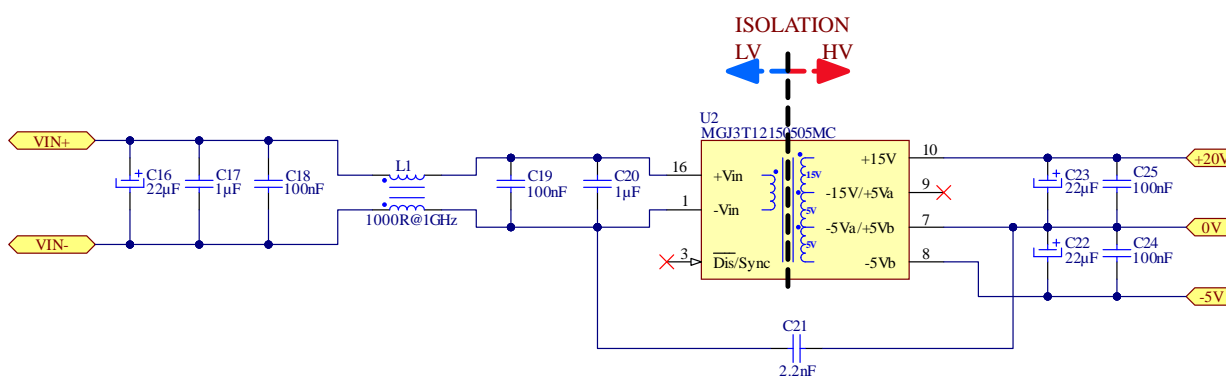 ISOLATION
LV HV
U2
MGJ3T12150505MC
VIN+
VIN-
C16
22µF
+
C17
1µF
C18
100nF
L1
1000R@1GHz
C19
100nF
C20
1µF
16
+Vin
1
-Vin
3
Dis/Sync
15V
5V
5V
+15V
10
-15V/+5Va
9
-5Va/+5Vb
7
-5Vb
8
C23
22µF
+
C25
100nF
C22
22µF
+
C24
100nF
+20V
0V
-5V
C21
2.2nF